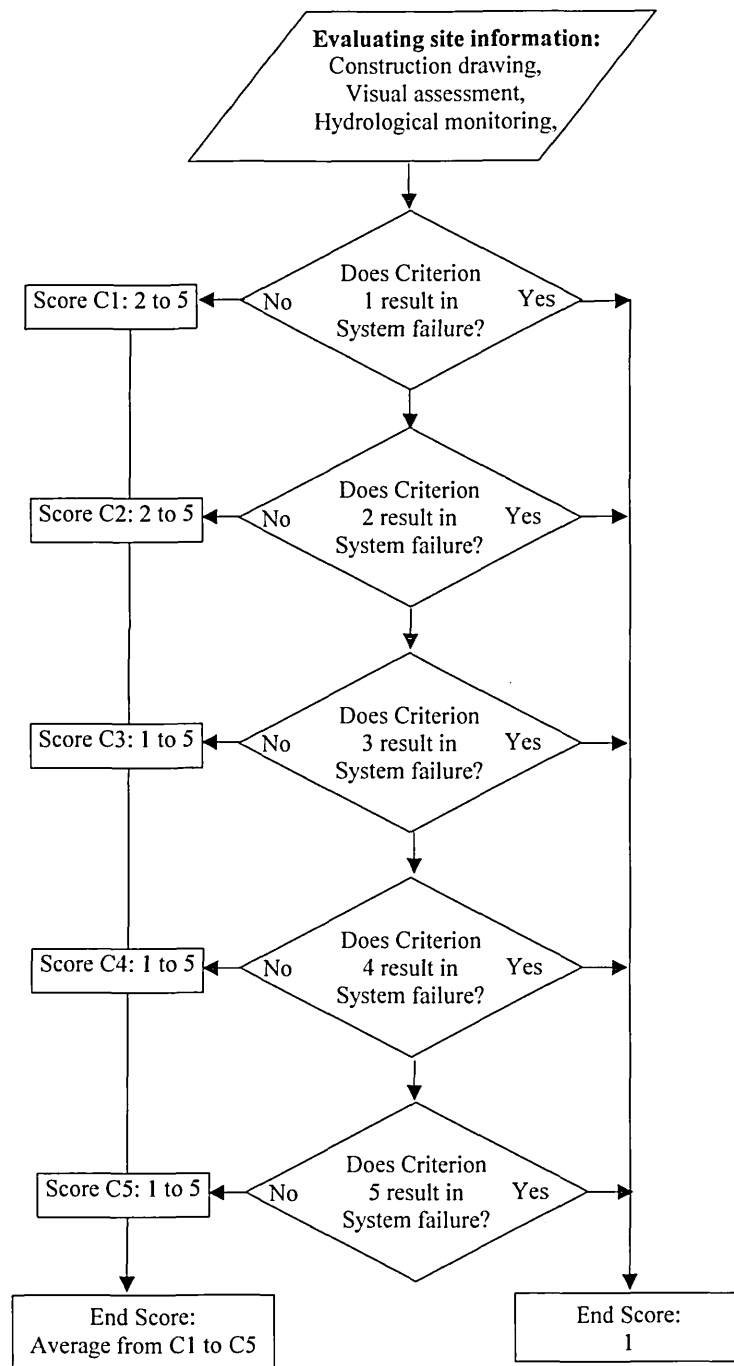 Evaluating site information:
Construction drawing,
Visual assessment,
Hydrological monitoring,
Does Criterion
1 result in
System failure?
No
Yes
Score C1: 2 to 5
Does Criterion
2 result in
System failure?
No
Yes
Score C2: 2 to 5
Does Criterion
3 result in
System failure?
No
Yes
Score C3: 1 to 5
Does Criterion
4 result in
System failure?
No
Yes
Score C4: 1 to 5
Does Criterion
5 result in
System failure?
No
Yes
Score C5: 1 to 5
End Score:
Average from C1 to C5
End Score:
1